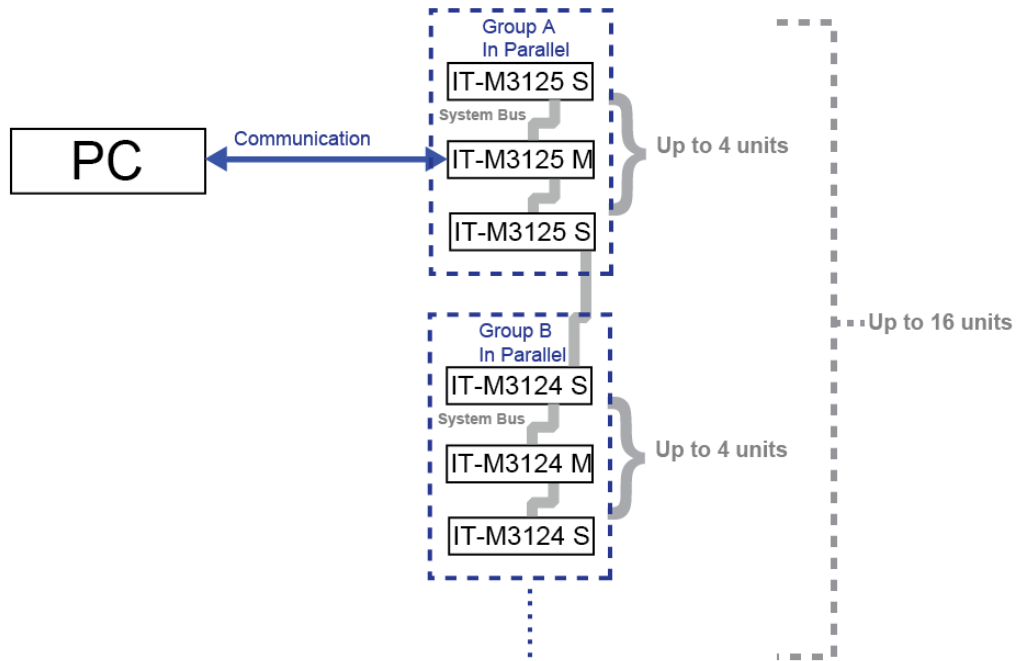 Group A
In Parallel
IT-M3125 S
System Bus
PC
Communication
IT-M3125 M
Up to 4 units
IT-M3125 S
Up to 16 units
Group B
In Parallel
IT-M3124 S
System Bus
IT-M3124 M
Up to 4 units
IT-M3124 S